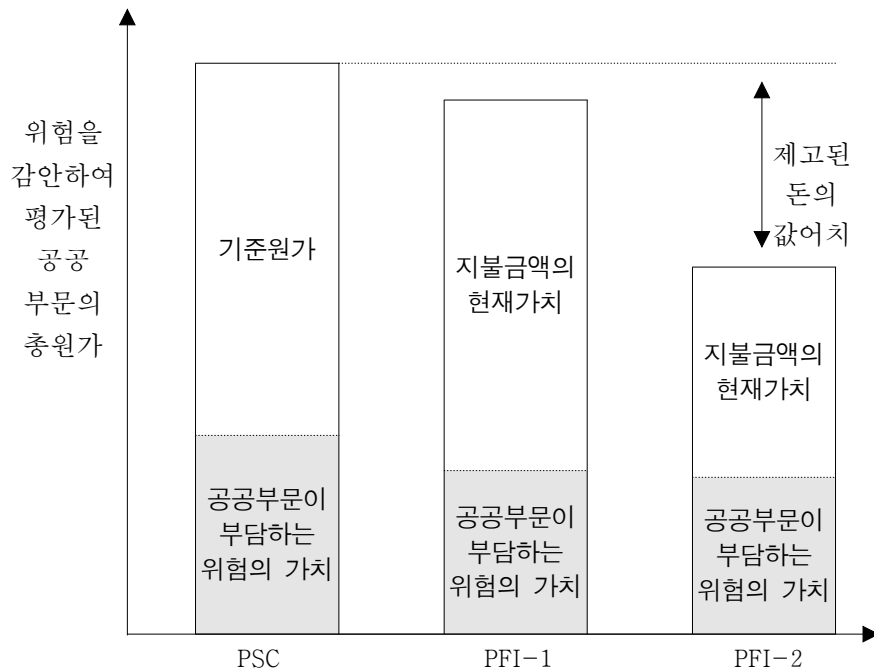 위험을
감안하여
평가된
공공
부문의
총원가
기준원가
공공부문이
부담하는
위험의 가치
지불금액의
현재가치
공공부문이
부담하는
위험의 가치
제고된
돈의
값어치
지불금액의
현재가치
공공부문이
부담하는
위험의 가치
PSC
PFI-1
PFI-2